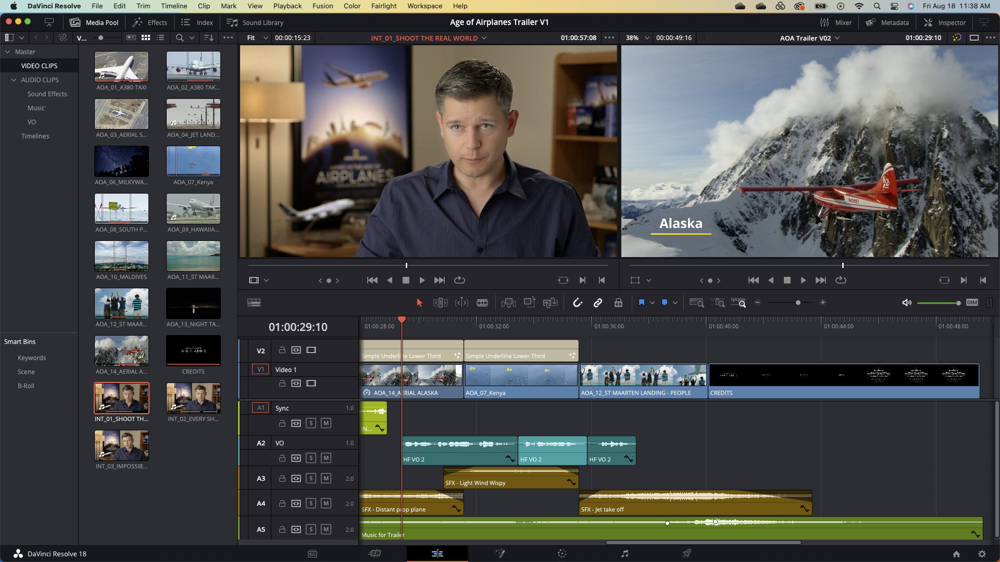 DaVinci Resolve File Edit Trim Timeline Clip Mark View Playback Fusion Color Fairlight Workspace Help Fri Aug 18 11:38 AM
Media Pool Effects Index Sound Library Age of Airplanes Trailer V1 Mixer Metadata Inspector
V... Fit 00:00:15:23 INT_01_SHOOT THE REAL WORLD 01:00:57:08 38% 00:00:49:16 AOA Trailer V02 01:00:29:10
Master
VIDEO CLIPS
AUDIO CLIPS
Sound Effects
Music'
VO
Timelines
Smart Bins
Keywords
Scene
B-Roll
AOA_01_A380 TAXI AOA_02_A380 TAK...
AOA_03_AERIAL S... AOA_04_JET LAND...
AOA_06_MILKYWA... AOA_07_Kenya
AOA_08_SOUTH P... AOA_09_HAWAIIA...
AOA_10_MALDIVES AOA_11_ST MAAR...
AOA_12_ST MAAR... AOA_13_NIGHT TA...
AIRPLANES
AOA_14_AERIAL A... CREDITS
INT_01_SHOOT TH... INT_02_EVERY SH...
INT_03_IMPOSSIB...
AIRPLANES
K2
N424KT
Alaska
DIM
01:00:29:10 01:00:28:00 01:00:32:00 01:00:36:00 01:00:40:00 01:00:44:00 01:00:48:00
V2 Simple Underline Lower Third Simple Underline Lower Third
V1 Video 1
AOA_14_AERIAL ALASKA AOA_07_Kenya AOA_12_ST MAARTEN LANDING - PEOPLE CREDITS
A1 Sync 1.0
S M IN...
A2 VO 1.0
S M HF VO 2 HF VO 2 HF VO 2
A3 S M 2.0 SFX - Light Wind Wispy
A4 S M 2.0 SFX - Distant prop plane SFX - Jet take off
A5 S M 2.0 Music for Trailer
DaVinci Resolve 18